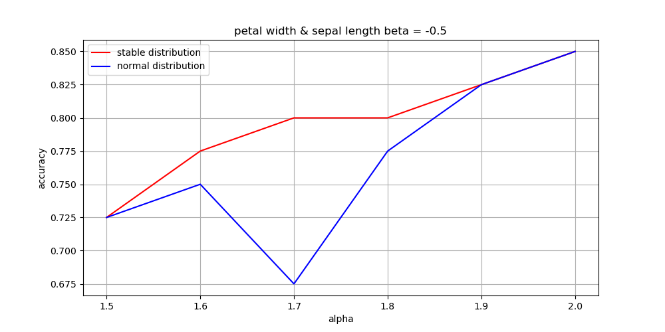 petal width & sepal length beta = -0.5
stable distribution
normal distribution
accuracy
0.850
0.825
0.800
0.775
0.750
0.725
0.700
0.675
1.5 1.6 1.7 1.8 1.9 2.0
alpha